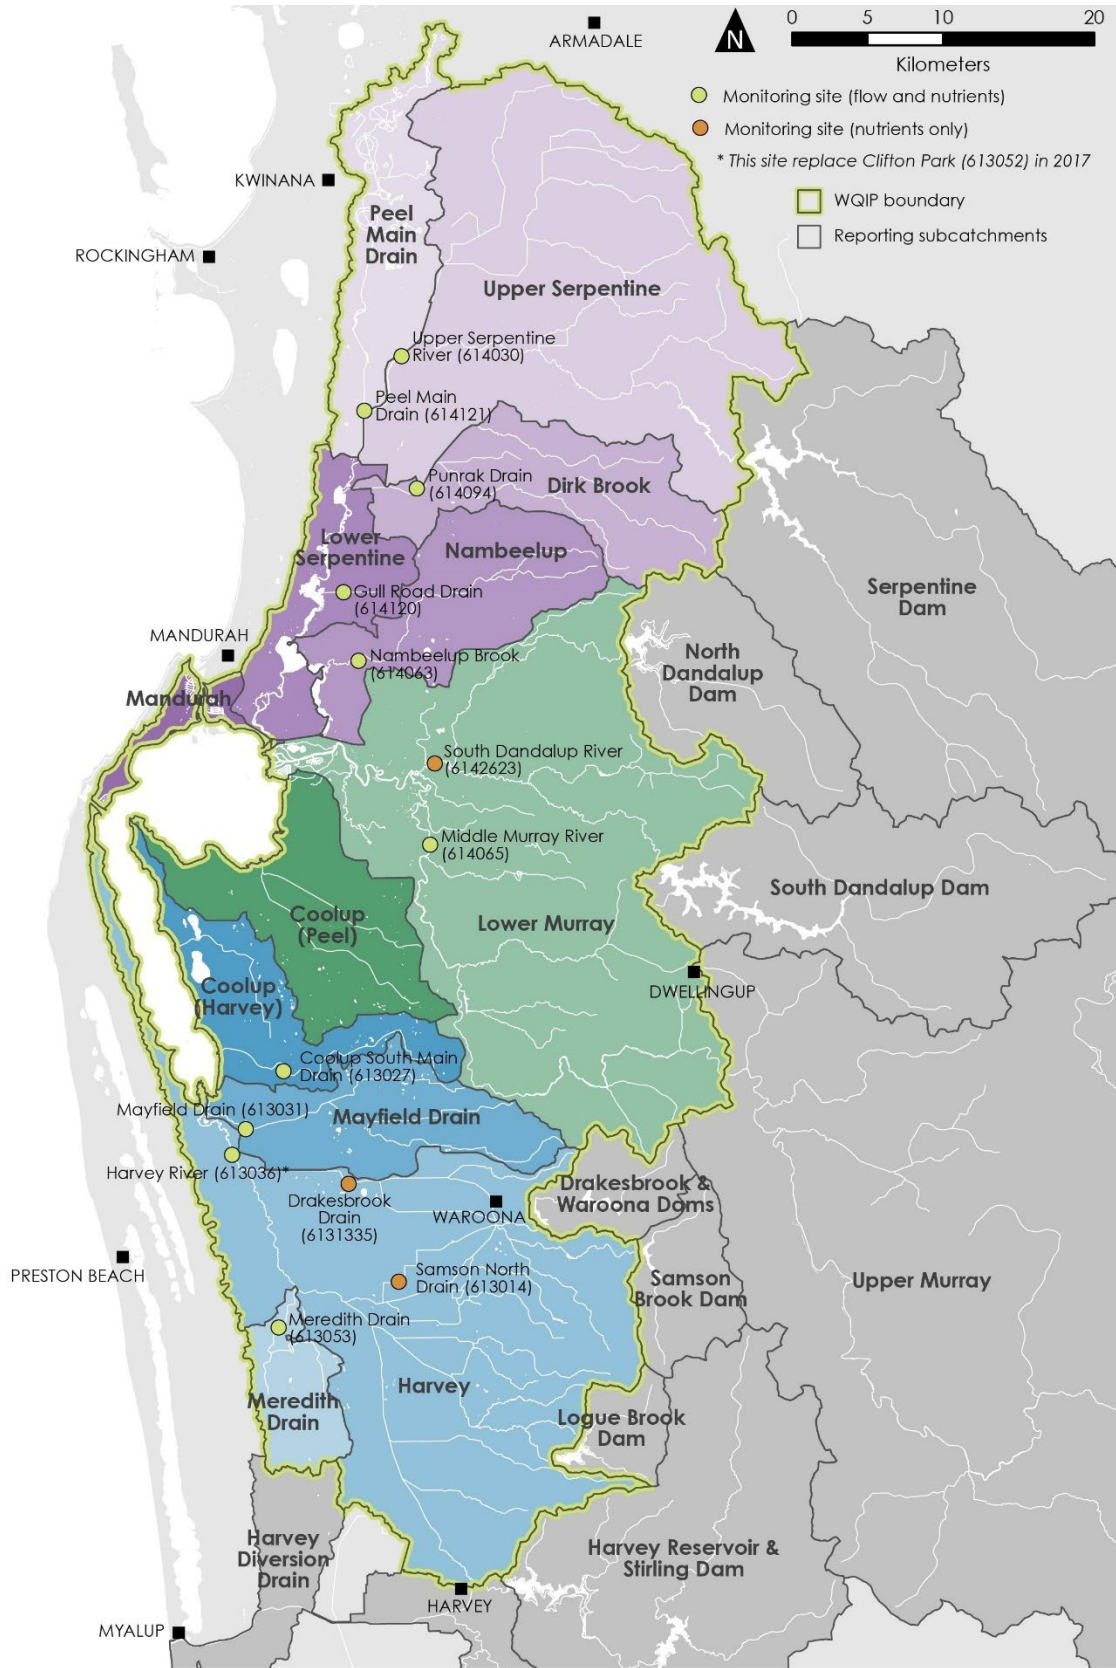 ARMADALE
N
0 5 10 20
Kilometers
Monitoring site (flow and nutrients)
Monitoring site (nutrients only)
* This site replace Clifton Park (613052) in 2017
WQIP boundary
Reporting subcatchments
KWINANA
ROCKINGHAM
Peel
Main
Drain
Upper Serpentine
Upper Serpentine
River (614030)
Peel Main
Drain (614121)
Punrak Drain
(614094)
Dirk Brook
Lower
Serpentine
Nambeelup
Gull Road Drain
(614120)
Serpentine
Dam
MANDURAH
Nambeelup Brook
(614063)
North
Dandalup
Dam
Mandurah
South Dandalup River
(6142623)
Middle Murray River
(614065)
South Dandalup Dam
Coolup
(Peel)
Lower Murray
Coolup
(Harvey)
DWELLINGUP
Coolup South Main
Drain (613027)
Mayfield Drain (613031)
Mayfield Drain
Harvey River (613036)*
Drakesbrook
Drain
(6131335)
WAROONA
Drakesbrook &
Waroona Dams
PRESTON BEACH
Samson North
Drain (613014)
Samson
Brook Dam
Upper Murray
Meredith Drain
(613053)
Meredith
Drain
Harvey
Logue Brook
Dam
Harvey
Diversion
Drain
Harvey Reservoir &
Stirling Dam
HARVEY
MYALUP